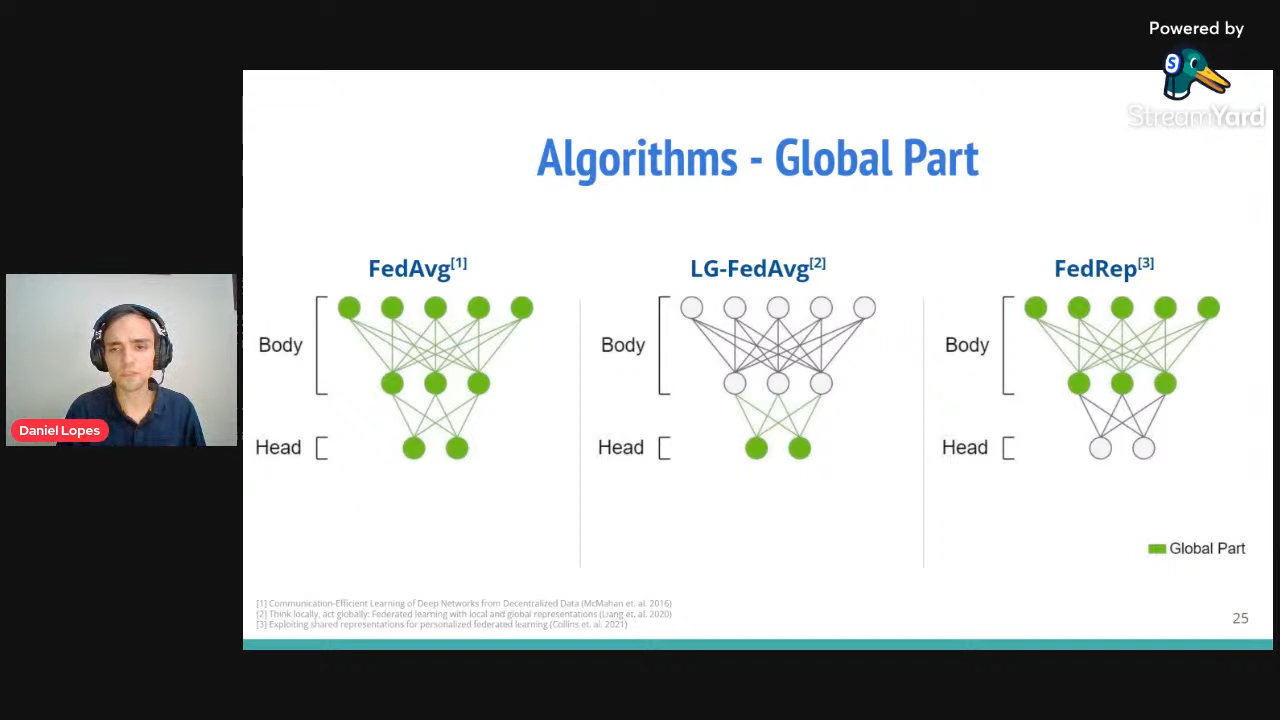 Powered by
StreamYard
Algorithms - Global Part
FedAvg[1]
LG-FedAvg[2]
FedRep[3]
Body
Body
Body
Head
Head
Head
Global Part
[1] Communication-Efficient Learning of Deep Networks from Decentralized Data (McMahan et. al. 2016)
[2] Think locally, act globally: Federated learning with local and global representations (Liang et. al. 2020)
[3] Exploiting shared representations for personalized federated learning (Collins et. al. 2021)
25
Daniel Lopes